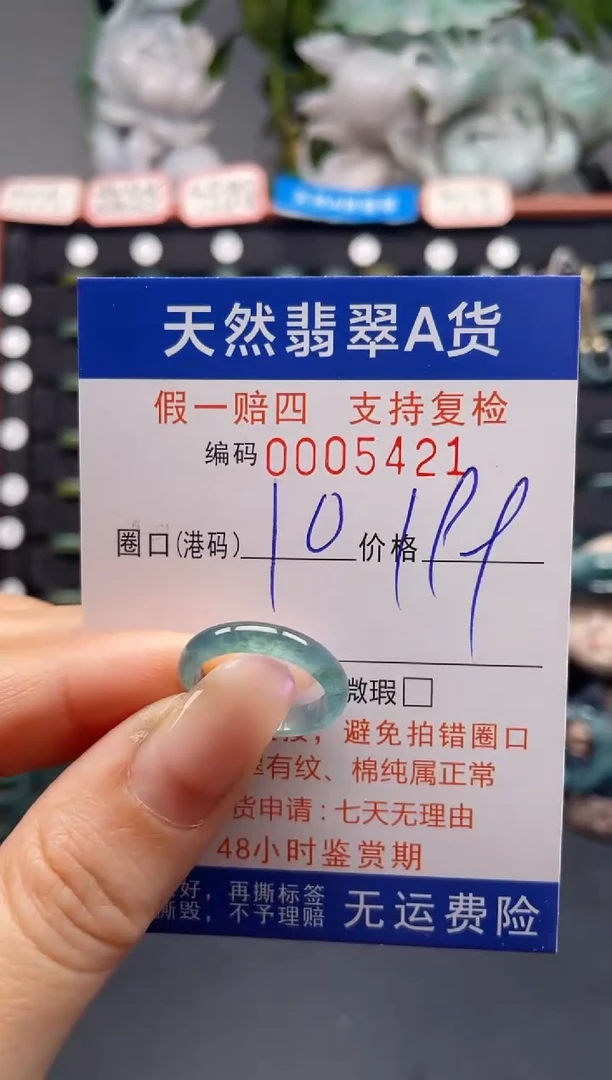 天然翡翠A货
假一赔四 支持复检
编码0005421
圈口(港码) 10 价格 199
微瑕□
，避免拍错圈口
有纹、棉纯属正常
货申请:七天无理由
48小时鉴赏期
好，再撕标签
撕毁，不予理赔
无运费险